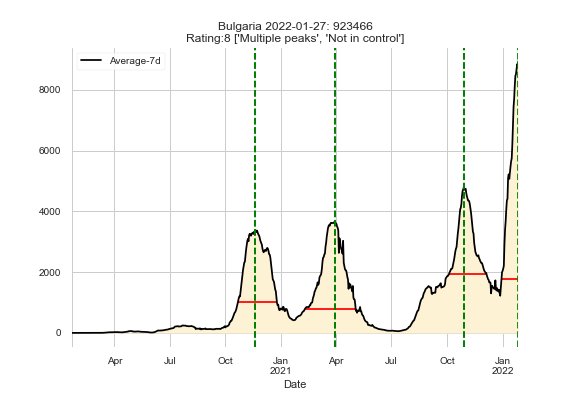 Bulgaria 2022-01-27: 923466
Rating:8 ['Multiple peaks', 'Not in control']
Average-7d
8000
6000
4000
2000
0
Apr Jul Oct Jan Apr Jul Oct Jan
2021 2022
Date